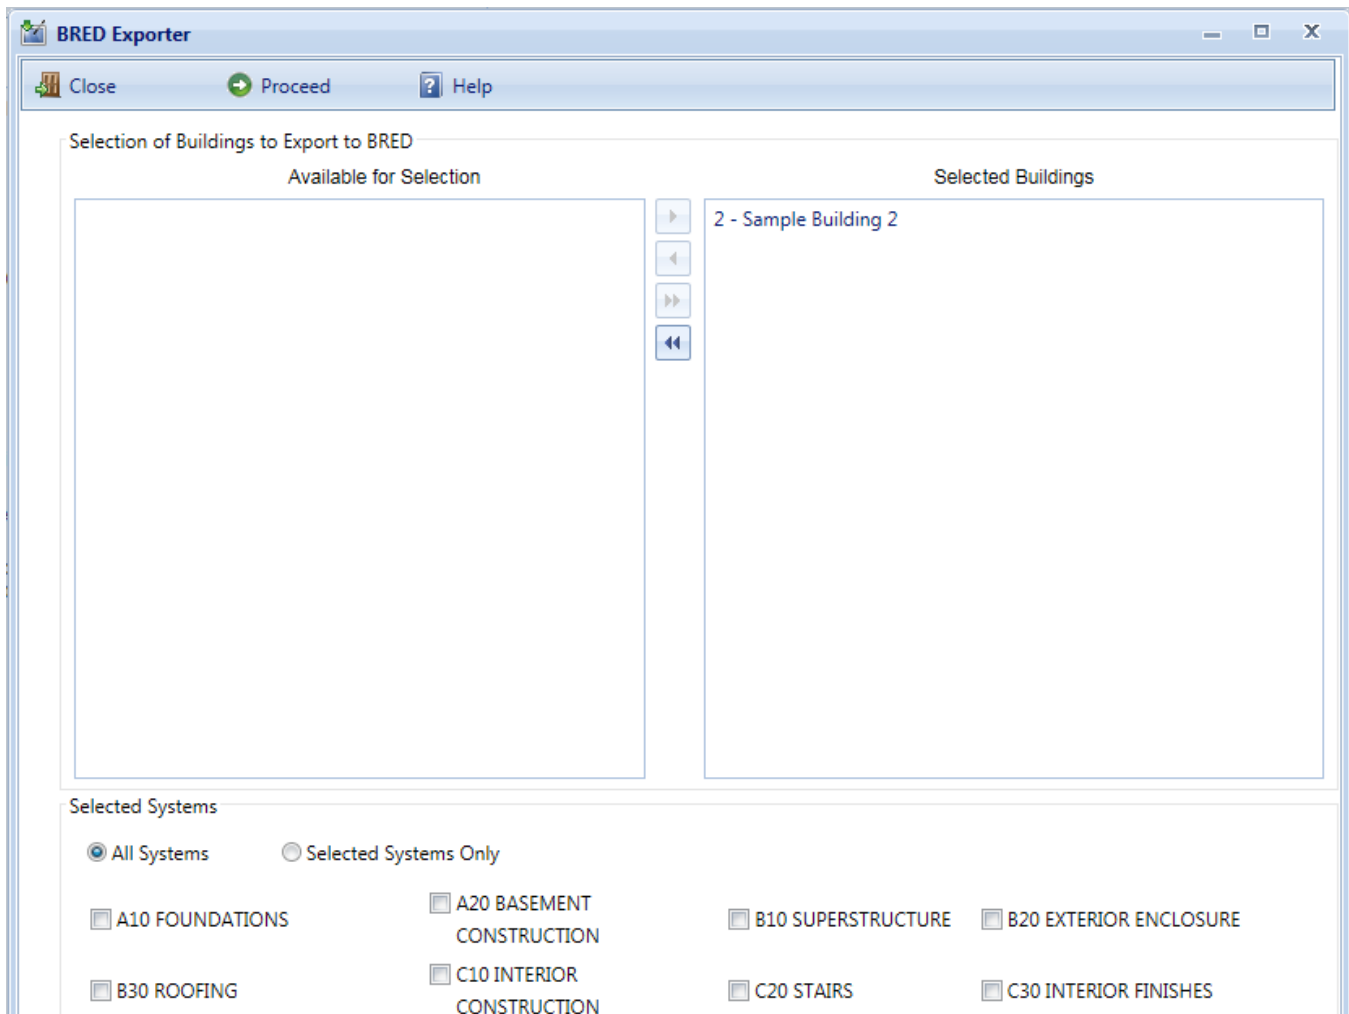 BRED Exporter
Close Proceed Help
Selection of Buildings to Export to BRED
Available for Selection Selected Buildings
2 - Sample Building 2
Selected Systems
All Systems Selected Systems Only
A10 FOUNDATIONS
A20 BASEMENT
CONSTRUCTION
B10 SUPERSTRUCTURE
B20 EXTERIOR ENCLOSURE
B30 ROOFING
C10 INTERIOR
CONSTRUCTION
C20 STAIRS
C30 INTERIOR FINISHES